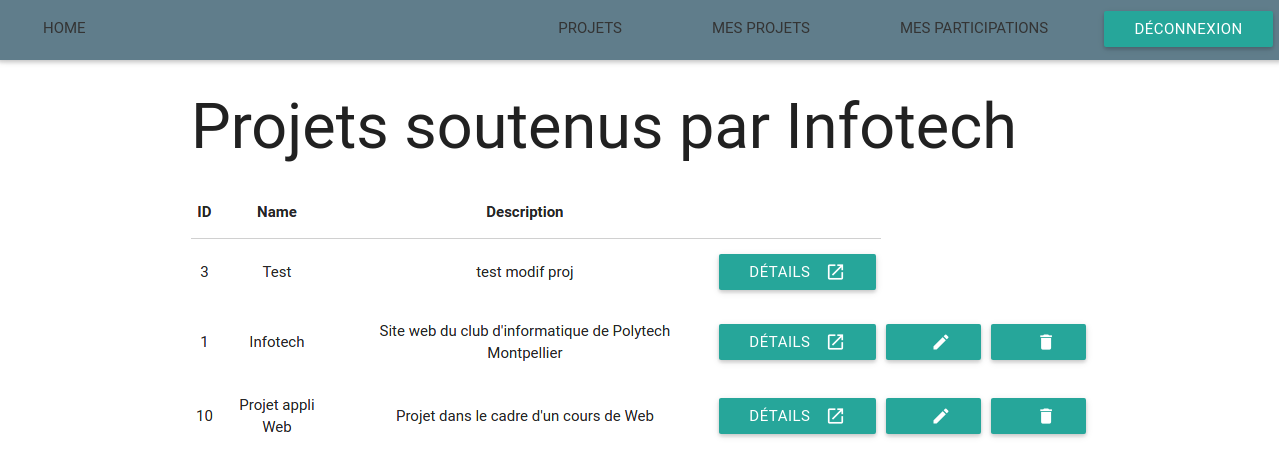 HOME PROJETS MES PROJETS MES PARTICIPATIONS DÉCONNEXION
Projets soutenus par Infotech
ID Name Description
3 Test test modif proj DÉTAILS
1 Infotech Site web du club d'informatique de Polytech Montpellier DÉTAILS
10 Projet appli Web Projet dans le cadre d'un cours de Web DÉTAILS